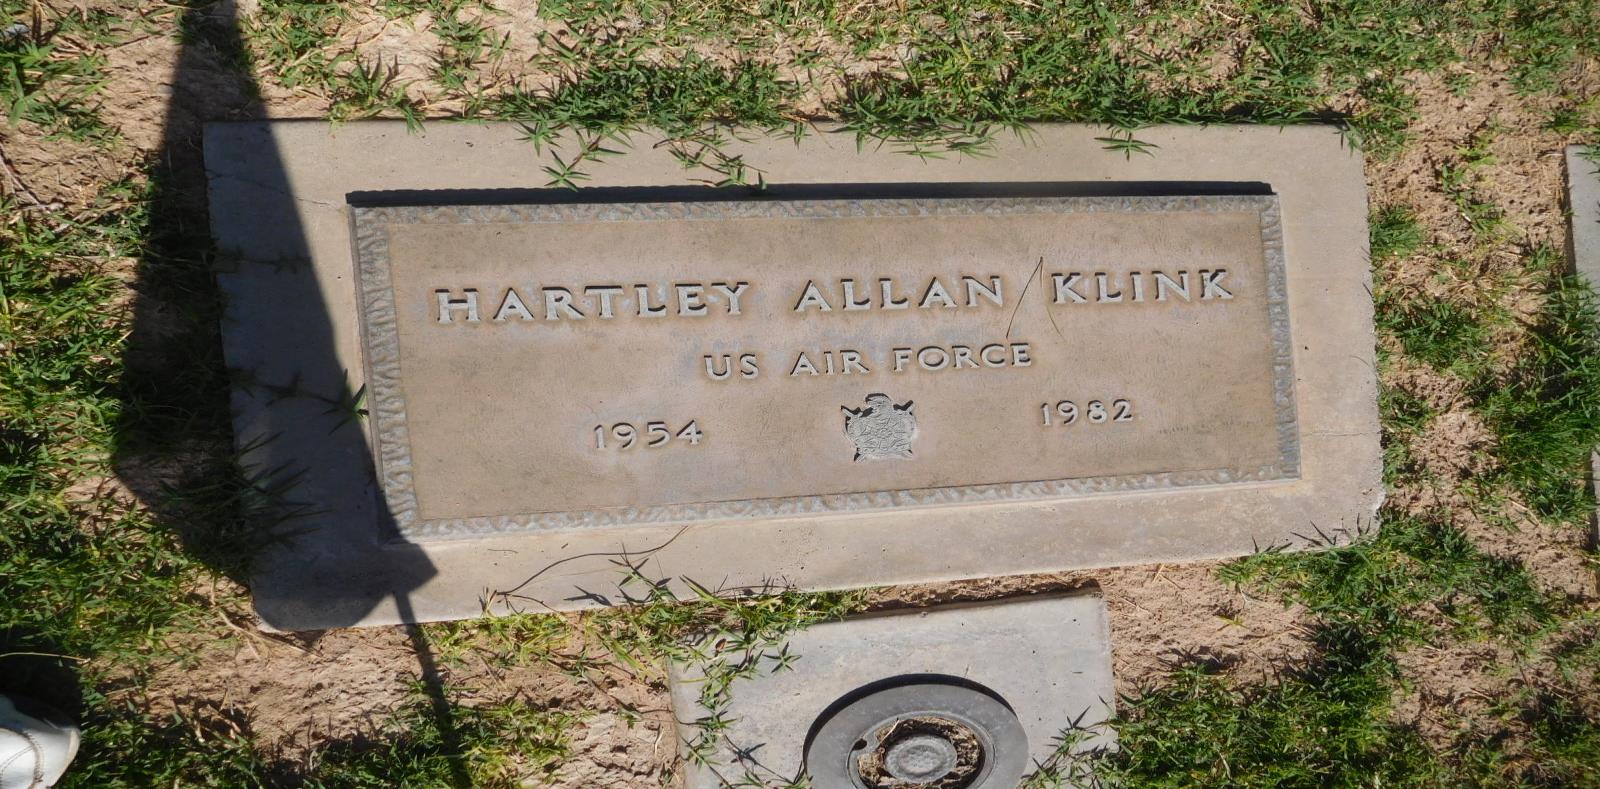 HARTLEY ALLAN KLINK
US AIR FORCE
1954 1982